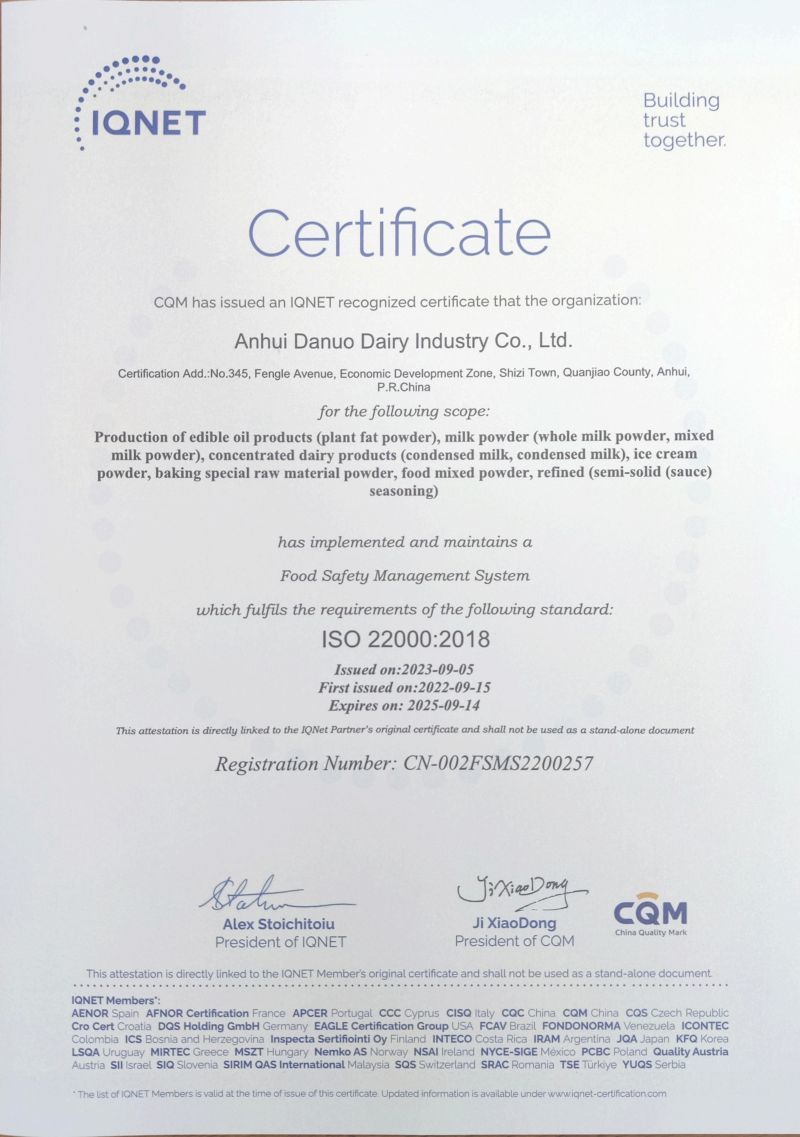 IQNET
Building
trust
together.
Certificate
CQM has issued an IQNET recognized certificate that the organization:
Anhui Danuo Dairy Industry Co., Ltd.
Certification Add.:No.345, Fengle Avenue, Economic Development Zone, Shizi Town, Quanjiao County, Anhui,
P.R.China
for the following scope:
Production of edible oil products (plant fat powder), milk powder (whole milk powder, mixed
milk powder), concentrated dairy products (condensed milk, condensed milk), ice cream
powder, baking special raw material powder, food mixed powder, refined (semi-solid (sauce)
seasoning)
has implemented and maintains a
Food Safety Management System
which fulfils the requirements of the following standard:
ISO 22000:2018
Issued on:2023-09-05
First issued on:2022-09-15
Expires on: 2025-09-14
This attestation is directly linked to the IQNet Partner's original certificate and shall not be used as a stand-alone document
Registration Number: CN-002FSMS2200257
Ji XiaoDong
Alex Stoichitoiu
President of IQNET
Ji XiaoDong
President of CQM
CQM
China Quality Mark
This attestation is directly linked to the IQNET Member's original certificate and shall not be used as a stand-alone document.
IQNET Members*:
AENOR Spain AFNOR Certification France APCER Portugal CCC Cyprus CISQ Italy CQC China CQM China CQS Czech Republic
Cro Cert Croatia DQS Holding GmbH Germany EAGLE Certification Group USA FCAV Brazil FONDONORMA Venezuela ICONTEC
Colombia ICS Bosnia and Herzegovina Inspecta Sertifiointi Oy Finland INTECO Costa Rica IRAM Argentina JQA Japan KFQ Korea
LSQA Uruguay MIRTEC Greece MSZT Hungary Nemko AS Norway NSAI Ireland NYCE-SIGE México PCBC Poland Quality Austria
Austria SII Israel SIQ Slovenia SIRIM QAS International Malaysia SQS Switzerland SRAC Romania TSE Türkiye YUQS Serbia
* The list of IQNET Members is valid at the time of issue of this certificate. Updated information is available under www.iqnet-certification.com